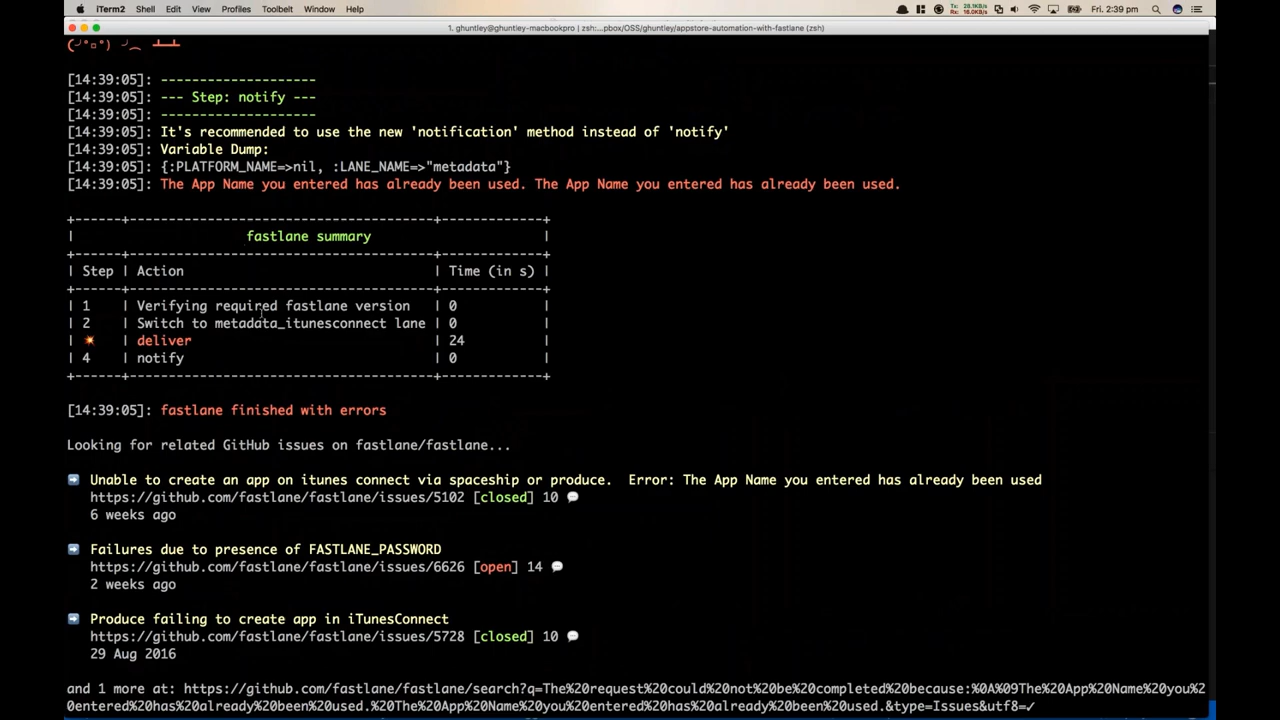 iTerm2 Shell Edit View Profiles Toolbelt Window Help Tx: 28.1KB/s Rx: 16.0KB/s Fri. 2:39 pm
1. ghuntley@ghuntley-macbookpro | zsh:...pbox/OSS/ghuntley/appstore-automation-with-fastlane (zsh)
[14:39:05]: --------------------
[14:39:05]: --- Step: notify ---
[14:39:05]: --------------------
[14:39:05]: It's recommended to use the new 'notification' method instead of 'notify'
[14:39:05]: Variable Dump:
[14:39:05]: {:PLATFORM_NAME=>nil, :LANE_NAME=>"metadata"}
[14:39:05]: The App Name you entered has already been used. The App Name you entered has already been used.
+------+-----------------------------------+-------------+
| fastlane summary |
+------+-----------------------------------+-------------+
| Step | Action | Time (in s) |
+------+-----------------------------------+-------------+
| 1 | Verifying required fastlane version | 0 |
| 2 | Switch to metadata_itunesconnect lane | 0 |
| 💥 | deliver | 24 |
| 4 | notify | 0 |
+------+-----------------------------------+-------------+
[14:39:05]: fastlane finished with errors
Looking for related GitHub issues on fastlane/fastlane...
➡️ Unable to create an app on itunes connect via spaceship or produce. Error: The App Name you entered has already been used
https://github.com/fastlane/fastlane/issues/5102 [closed] 10 💬
6 weeks ago
➡️ Failures due to presence of FASTLANE_PASSWORD
https://github.com/fastlane/fastlane/issues/6626 [open] 14 💬
2 weeks ago
➡️ Produce failing to create app in iTunesConnect
https://github.com/fastlane/fastlane/issues/5728 [closed] 10 💬
29 Aug 2016
and 1 more at: https://github.com/fastlane/fastlane/search?q=The%20request%20could%20not%20be%20completed%20because:%0A%09The%20App%20Name%20you%2
0entered%20has%20already%20been%20used.%20The%20App%20Name%20you%20entered%20has%20already%20been%20used.&type=Issues&utf8=✓